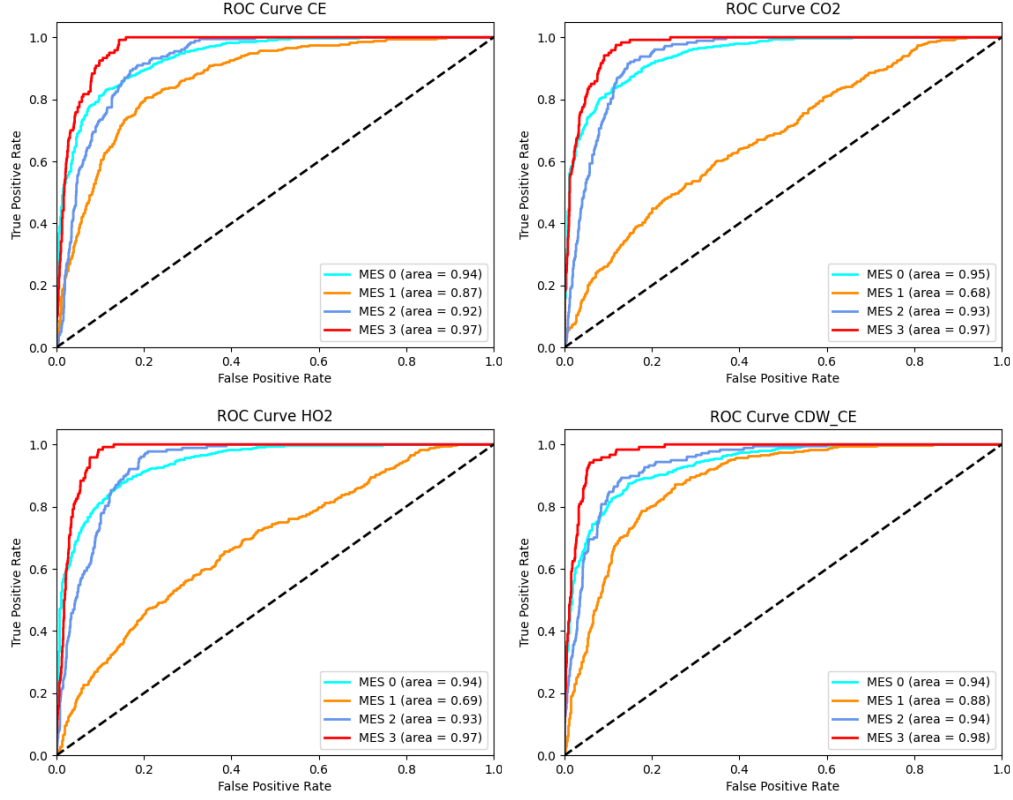 ROC Curve CE
True Positive Rate
1.0
0.8
0.6
0.4
0.2
0.0
MES 0 (area = 0.94)
MES 1 (area = 0.87)
MES 2 (area = 0.92)
MES 3 (area = 0.97)
0.0 0.2 0.4 0.6 0.8 1.0
False Positive Rate
ROC Curve CO2
True Positive Rate
1.0
0.8
0.6
0.4
0.2
0.0
MES 0 (area = 0.95)
MES 1 (area = 0.68)
MES 2 (area = 0.93)
MES 3 (area = 0.97)
0.0 0.2 0.4 0.6 0.8 1.0
False Positive Rate
ROC Curve HO2
True Positive Rate
1.0
0.8
0.6
0.4
0.2
0.0
MES 0 (area = 0.94)
MES 1 (area = 0.69)
MES 2 (area = 0.93)
MES 3 (area = 0.97)
0.0 0.2 0.4 0.6 0.8 1.0
False Positive Rate
ROC Curve CDW_CE
True Positive Rate
1.0
0.8
0.6
0.4
0.2
0.0
MES 0 (area = 0.94)
MES 1 (area = 0.88)
MES 2 (area = 0.94)
MES 3 (area = 0.98)
0.0 0.2 0.4 0.6 0.8 1.0
False Positive Rate